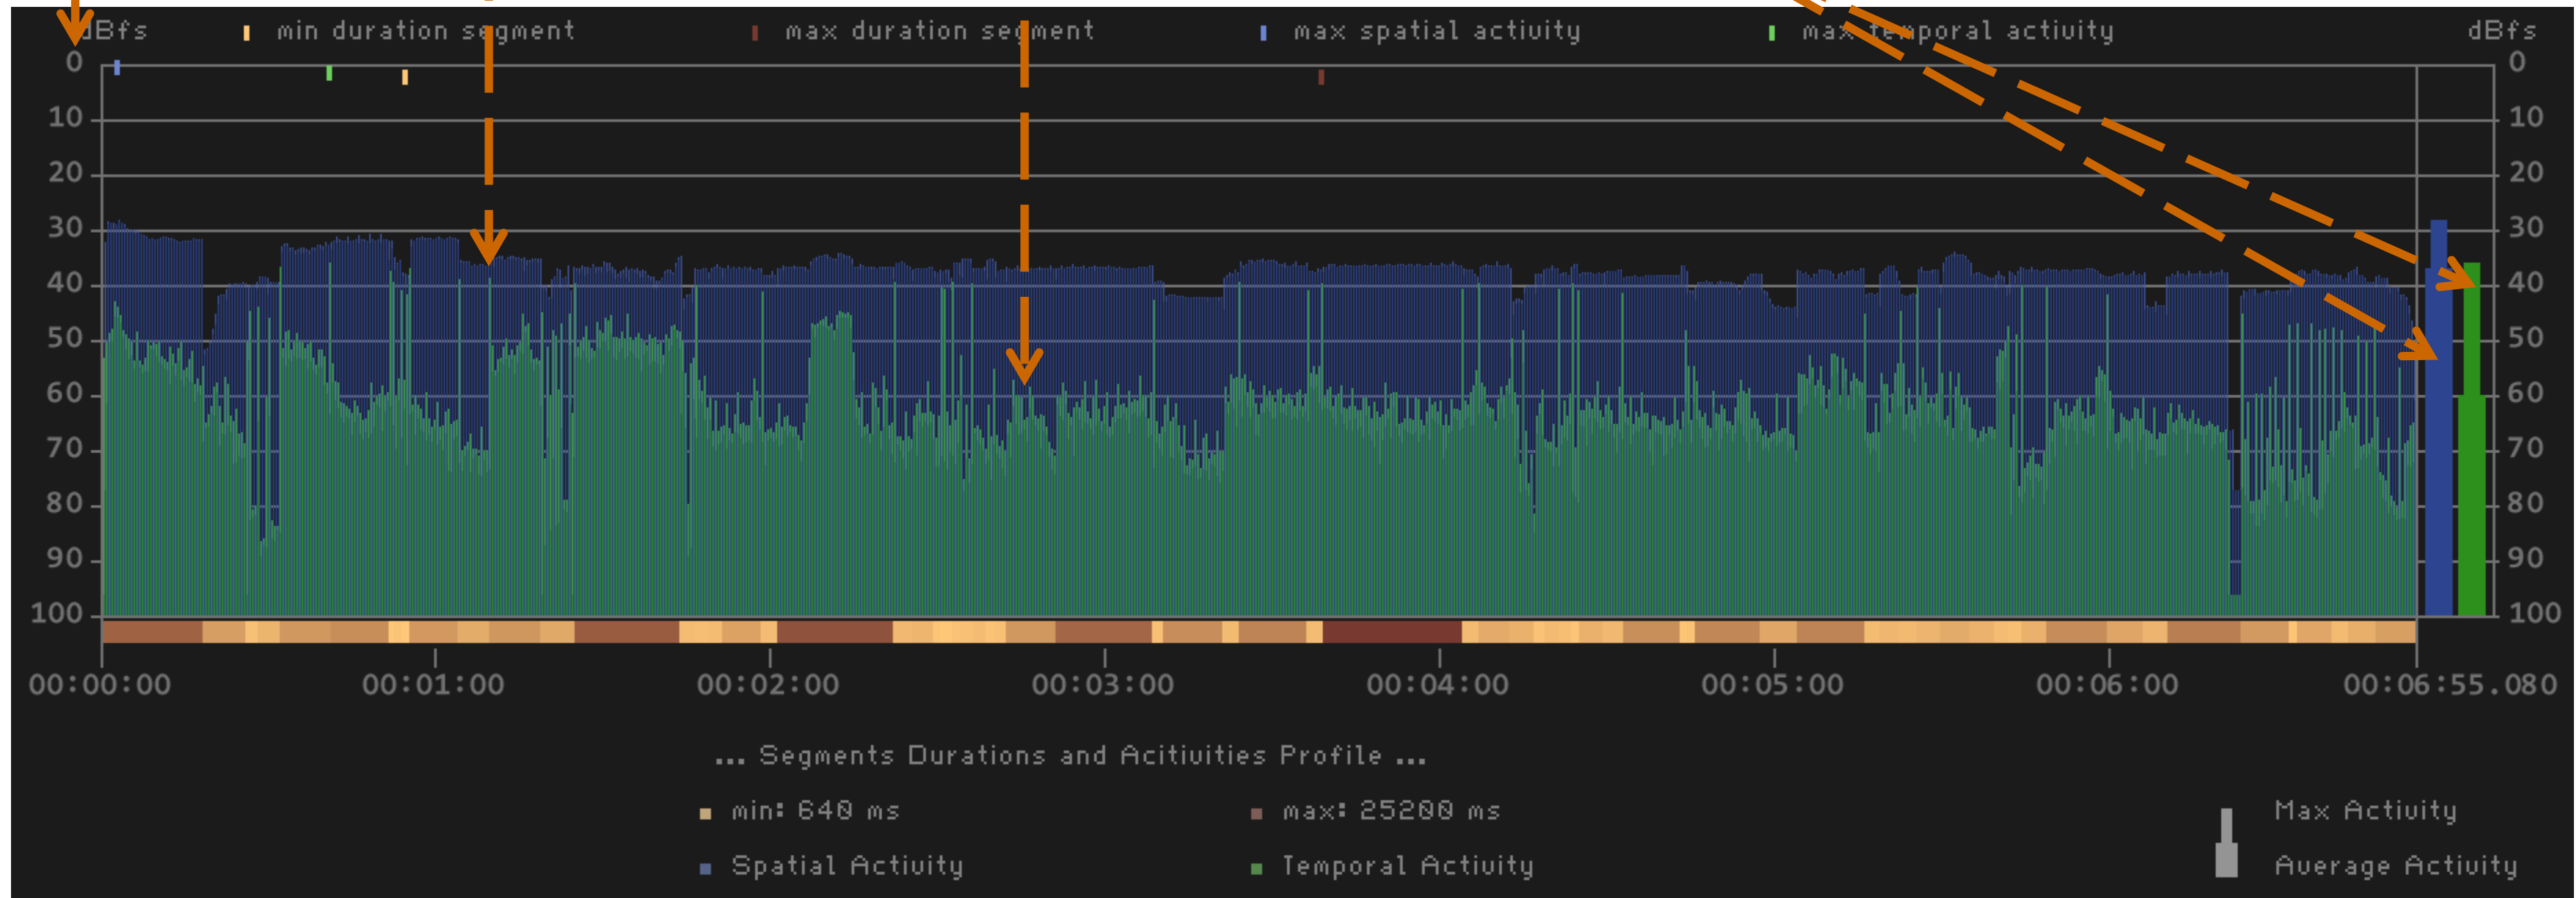 dBfs min duration segment max duration segment max spatial activity max temporal activity dBfs
0 0
10 10
20 20
30 30
40 40
50 50
60 60
70 70
80 80
90 90
100 100
00:00:00 00:01:00 00:02:00 00:03:00 00:04:00 00:05:00 00:06:00 00:06:55.080
... Segments Durations and Acitivities Profile ...
min: 640 ms max: 25200 ms Max Activity
Spatial Activity Temporal Activity Average Activity